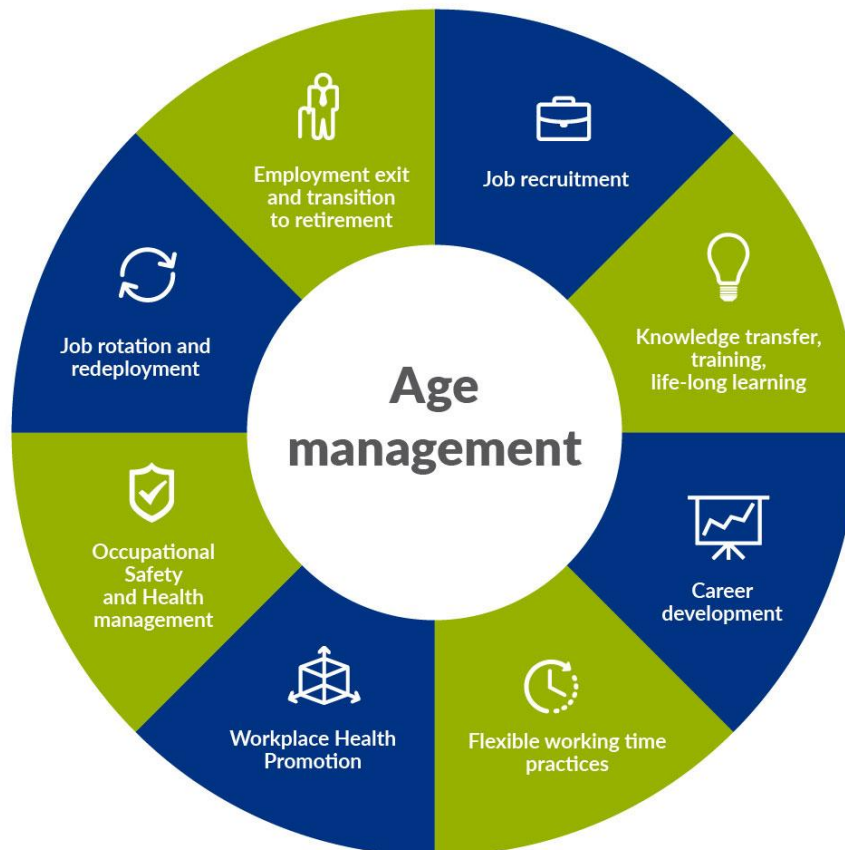 Age
management
Job recruitment
Knowledge transfer,
training,
life-long learning
Career
development
Flexible working time
practices
Workplace Health
Promotion
Occupational
Safety
and Health
management
Job rotation and
redeployment
Employment exit
and transition
to retirement